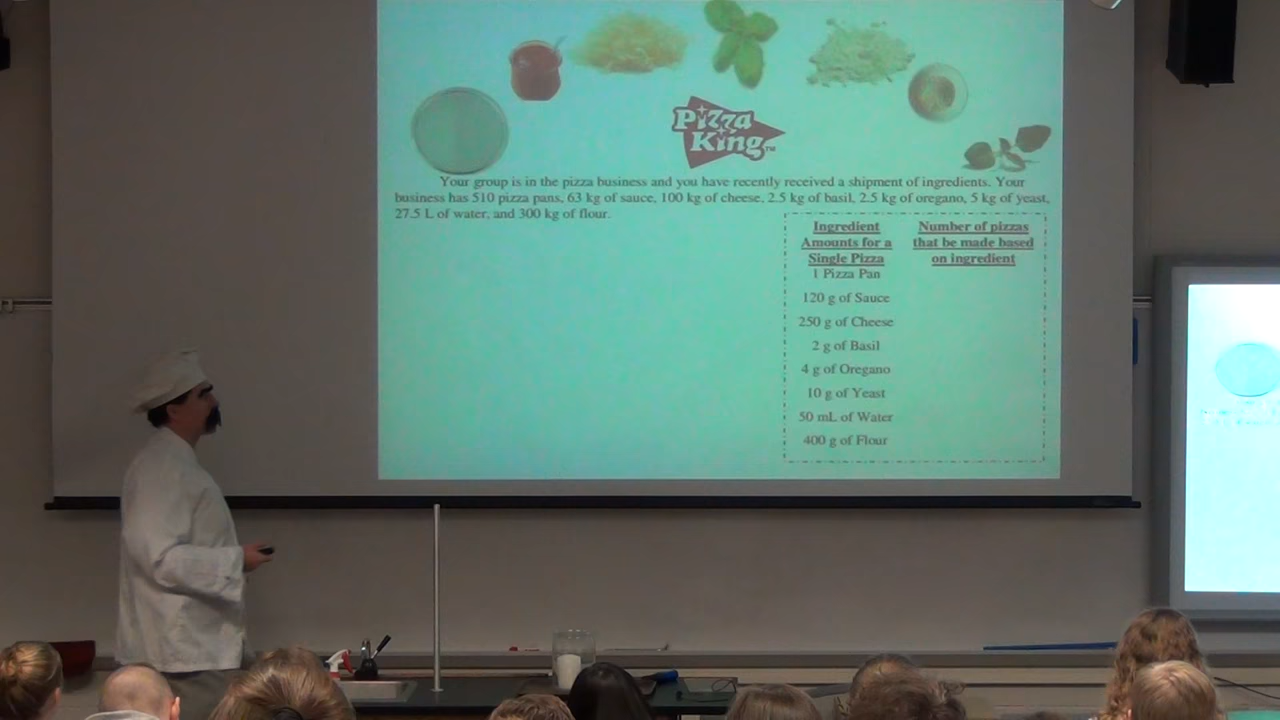 Pizza
King TM
Your group is in the pizza business and you have recently received a shipment of ingredients. Your
business has 510 pizza pans, 63 kg of sauce, 100 kg of cheese, 2.5 kg of basil, 2.5 kg of oregano, 5 kg of yeast,
27.5 L of water, and 300 kg of flour.
Ingredient
Amounts for a
Single Pizza
Number of pizzas
that be made based
on ingredient
1 Pizza Pan
120 g of Sauce
250 g of Cheese
2 g of Basil
4 g of Oregano
10 g of Yeast
50 mL of Water
400 g of Flour